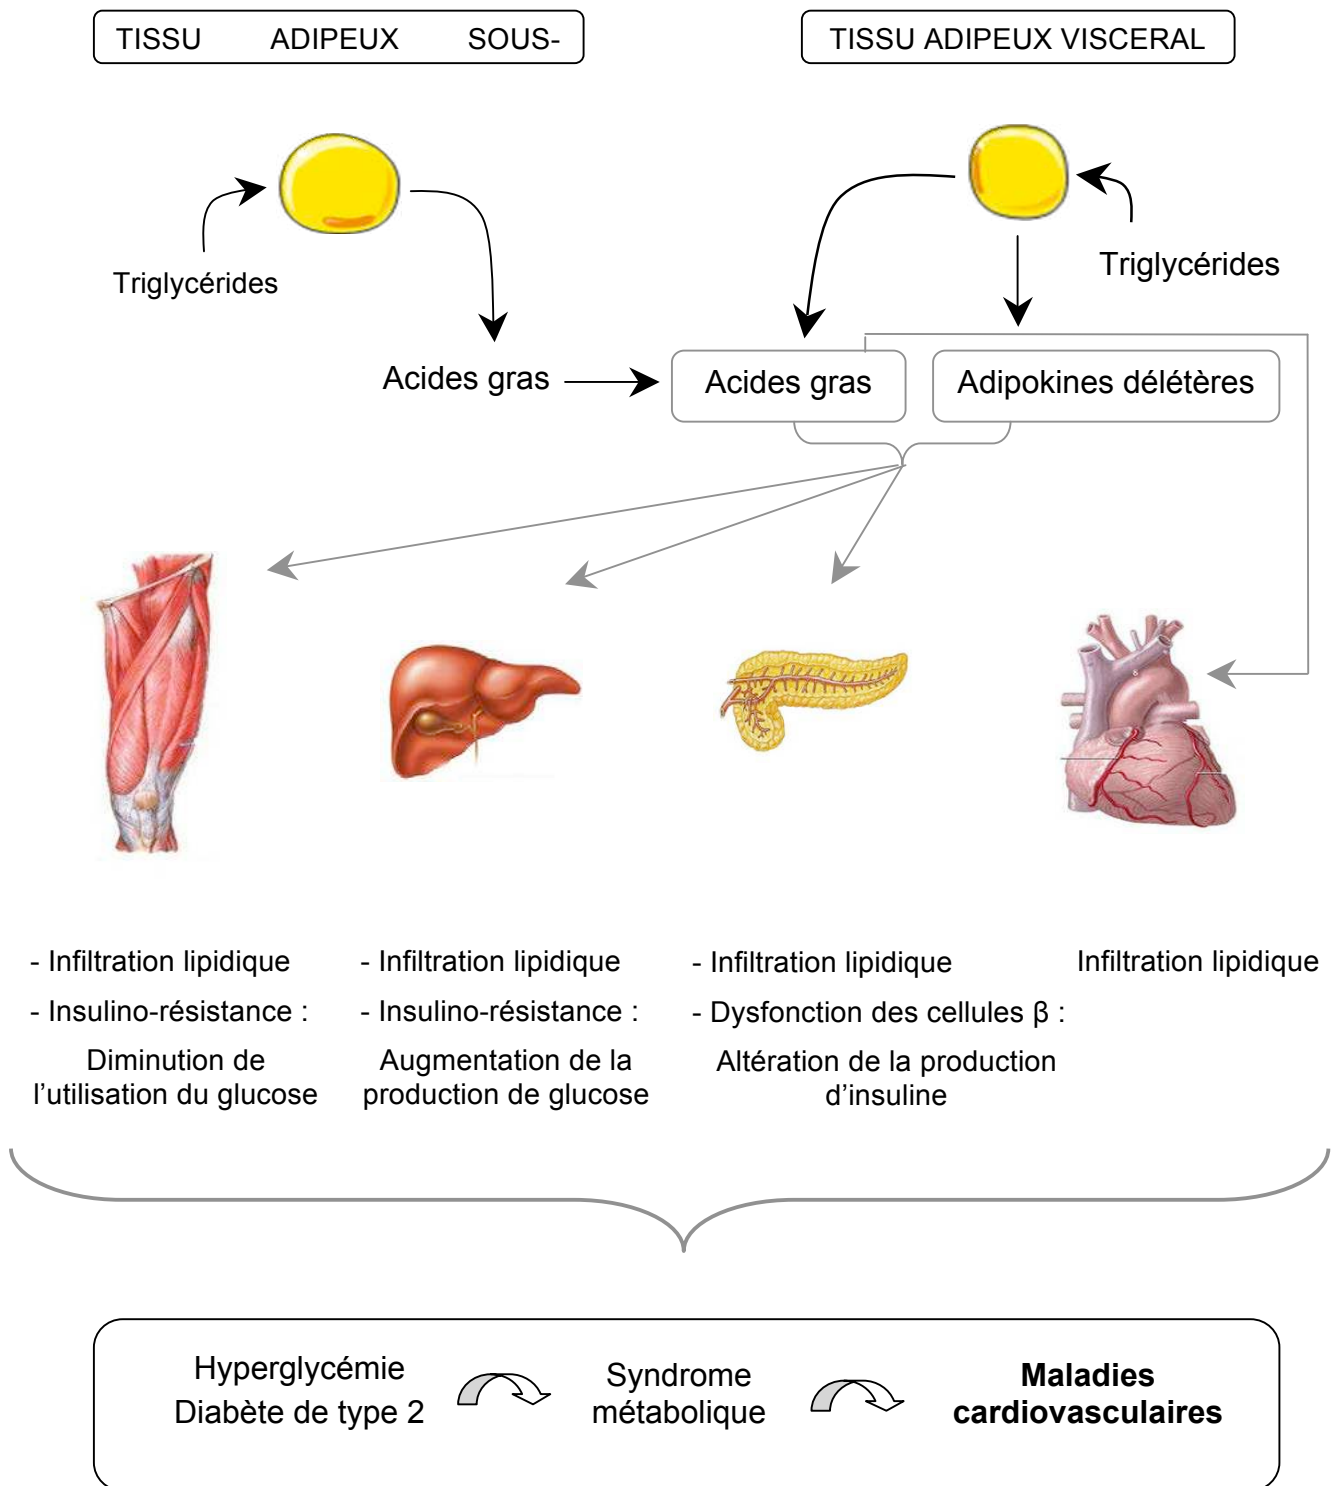 TISSU ADIPEUX SOUS-
TISSU ADIPEUX VISCERAL
Triglycérides
Triglycérides
Acides gras
Acides gras
Adipokines délétères
- Infiltration lipidique
- Insulino-résistance :
Diminution de
l’utilisation du glucose
- Infiltration lipidique
- Insulino-résistance :
Augmentation de la
production de glucose
- Infiltration lipidique
- Dysfonction des cellules β :
Altération de la production
d’insuline
Infiltration lipidique
Hyperglycémie
Diabète de type 2
Syndrome
métabolique
Maladies
cardiovasculaires